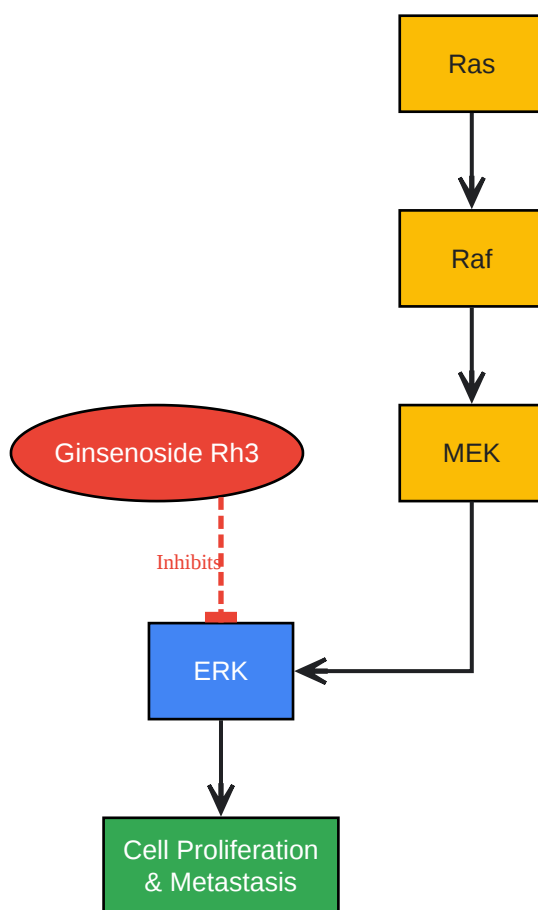 Ras
Raf
Ginsenoside Rh3
MEK
Inhibits
ERK
Cell Proliferation
& Metastasis